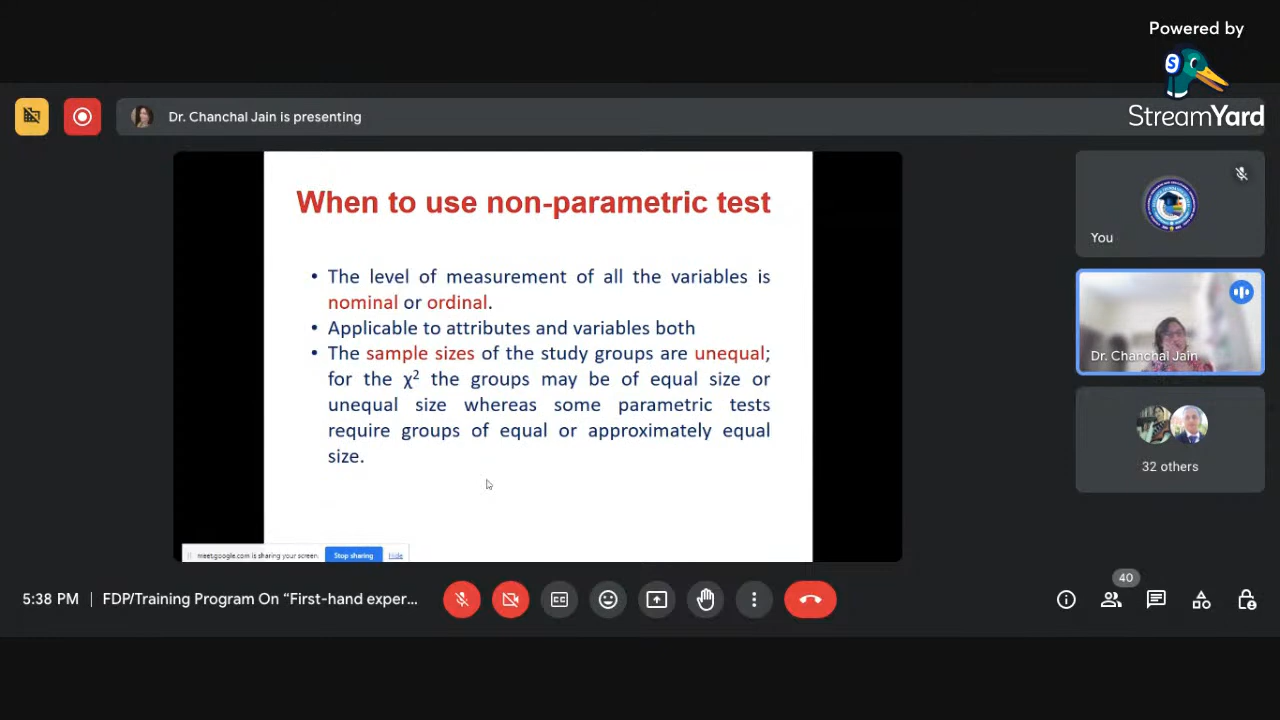 Powered by
S
StreamYard
Dr. Chanchal Jain is presenting
When to use non-parametric test
• The level of measurement of all the variables is
nominal or ordinal.
• Applicable to attributes and variables both
• The sample sizes of the study groups are unequal;
for the χ² the groups may be of equal size or
unequal size whereas some parametric tests
require groups of equal or approximately equal
size.
meet.google.com is sharing your screen.
Stop sharing
Hide
You
Dr. Chanchal Jain
32 others
5:38 PM
FDP/Training Program On “First-hand exper...
CC
40